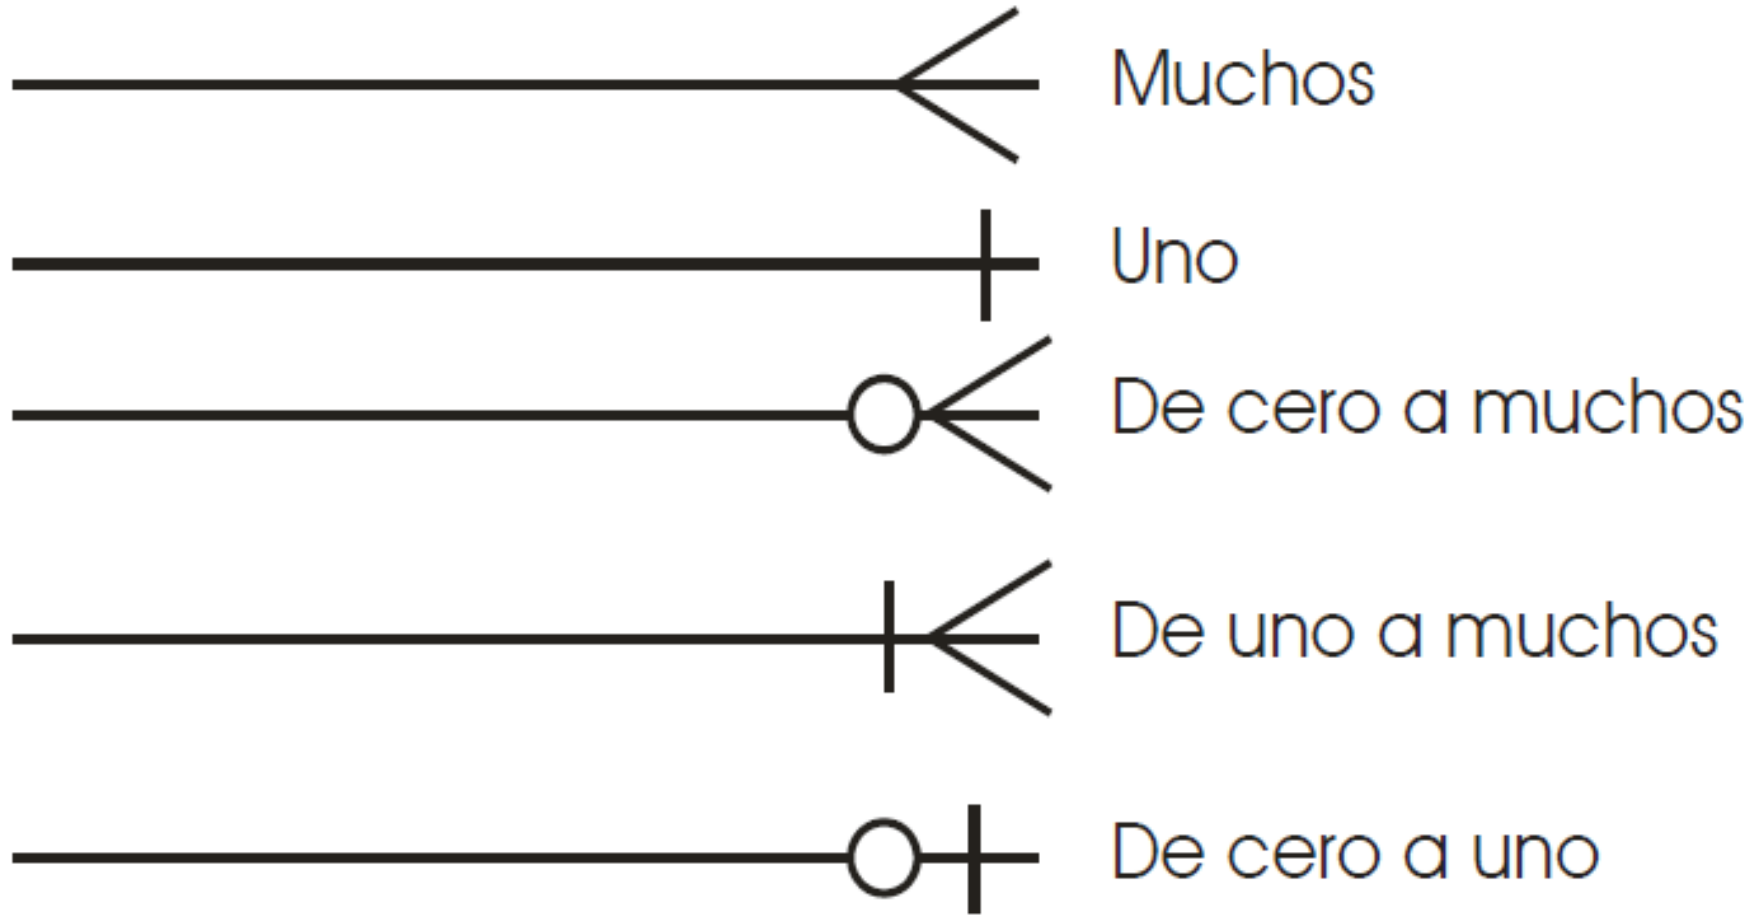 Muchos
Uno
De cero a muchos
De uno a muchos
De cero a uno